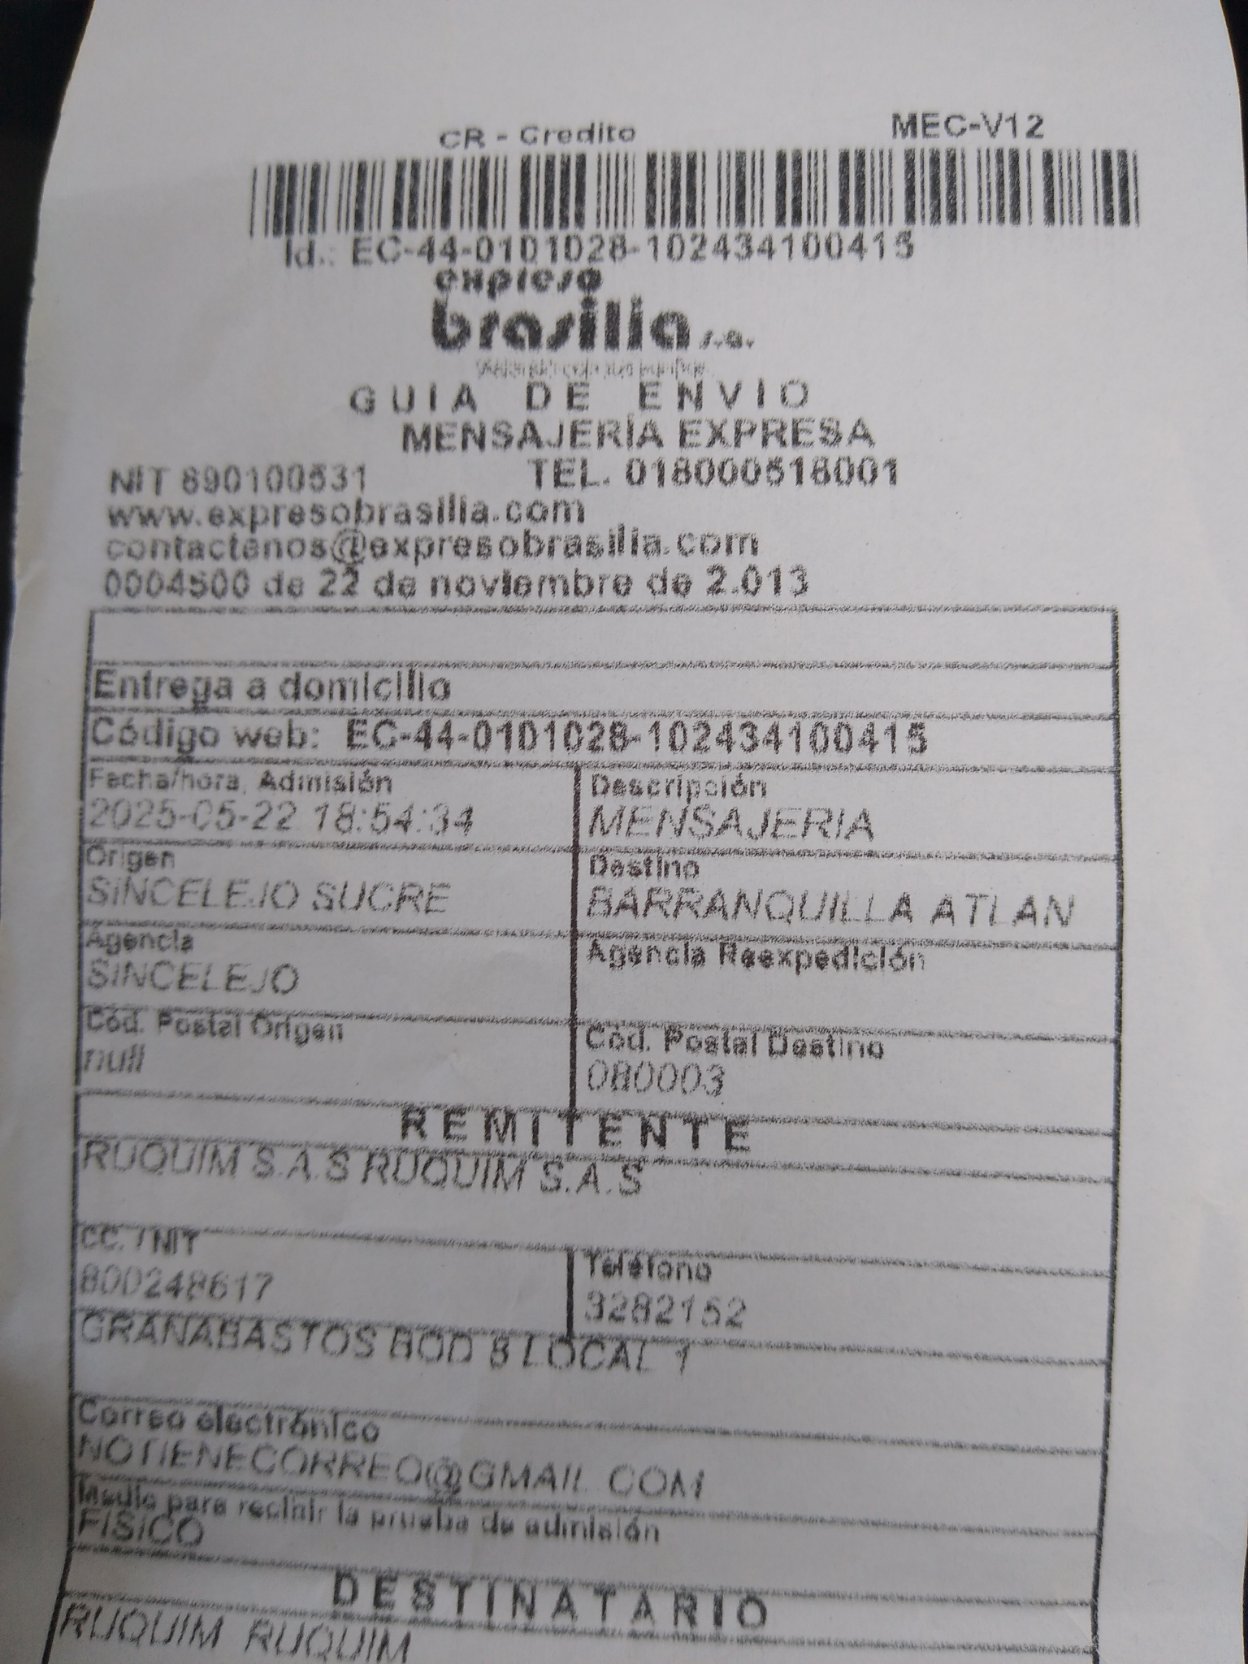 CR - Credito MEC-V12
Id.: EC-44-0101028-102434100415
expreso
brasilia s.a.
GUIA DE ENVIO
MENSAJERÍA EXPRESA
NIT 890100531 TEL. 018000518001
www.expresobrasilia.com
contactenos@expresobrasilia.com
0004500 de 22 de noviembre de 2.013
Entrega a domicilio
Código web: EC-44-0101028-102434100415
Fecha/hora, Admisión Descripción
2025-05-22 18:54:34 MENSAJERIA
Origen Destino
SINCELEJO SUCRE BARRANQUILLA ATLAN
Agencia Agencia Reexpedición
SINCELEJO
Cód. Postal Origen Cód. Postal Destino
null 080003
REMITENTE
RUQUIM S.A.S RUQUIM S.A.S
CC. / NIT Teléfono
800248617 3282152
GRANABASTOS BOD 8 LOCAL 1
Correo electrónico
NOTIENECORREO@GMAIL.COM
Medio para recibir la prueba de admisión
FISICO
DESTINATARIO
RUQUIM RUQUIM